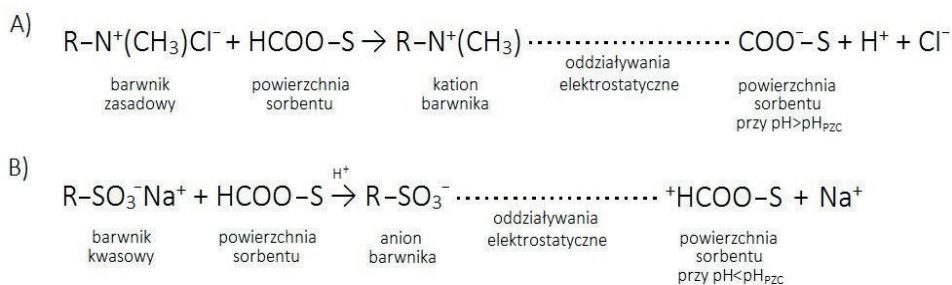 A)
R–N⁺(CH₃)Cl⁻ + HCOO–S → R–N⁺(CH₃) ........................ COO⁻–S + H⁺ + Cl⁻
barwnik zasadowy powierzchnia sorbentu kation barwnika oddziaływania elektrostatyczne powierzchnia sorbentu przy pH>pH_PZC
B)
R–SO₃⁻Na⁺ + HCOO–S →^(H⁺) R–SO₃⁻ ........................ ⁺HCOO–S + Na⁺
barwnik kwasowy powierzchnia sorbentu anion barwnika oddziaływania elektrostatyczne powierzchnia sorbentu przy pH<pH_PZC